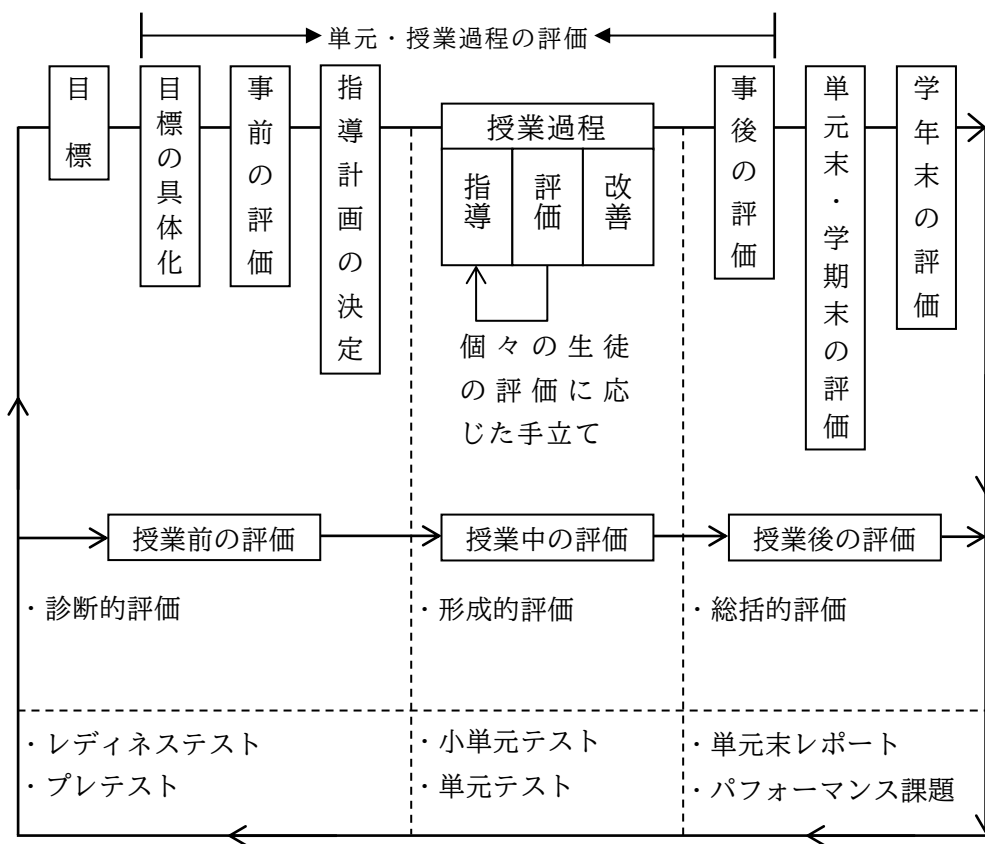 単元・授業過程の評価
目標
目標の具体化
事前の評価
指導計画の決定
授業過程
指導
評価
改善
個々の生徒
の評価に応
じた手立て
事後の評価
単元末・学期末の評価
学年末の評価
授業前の評価
授業中の評価
授業後の評価
・診断的評価
・形成的評価
・総括的評価
・レディネステスト
・プレテスト
・小単元テスト
・単元テスト
・単元末レポート
・パフォーマンス課題